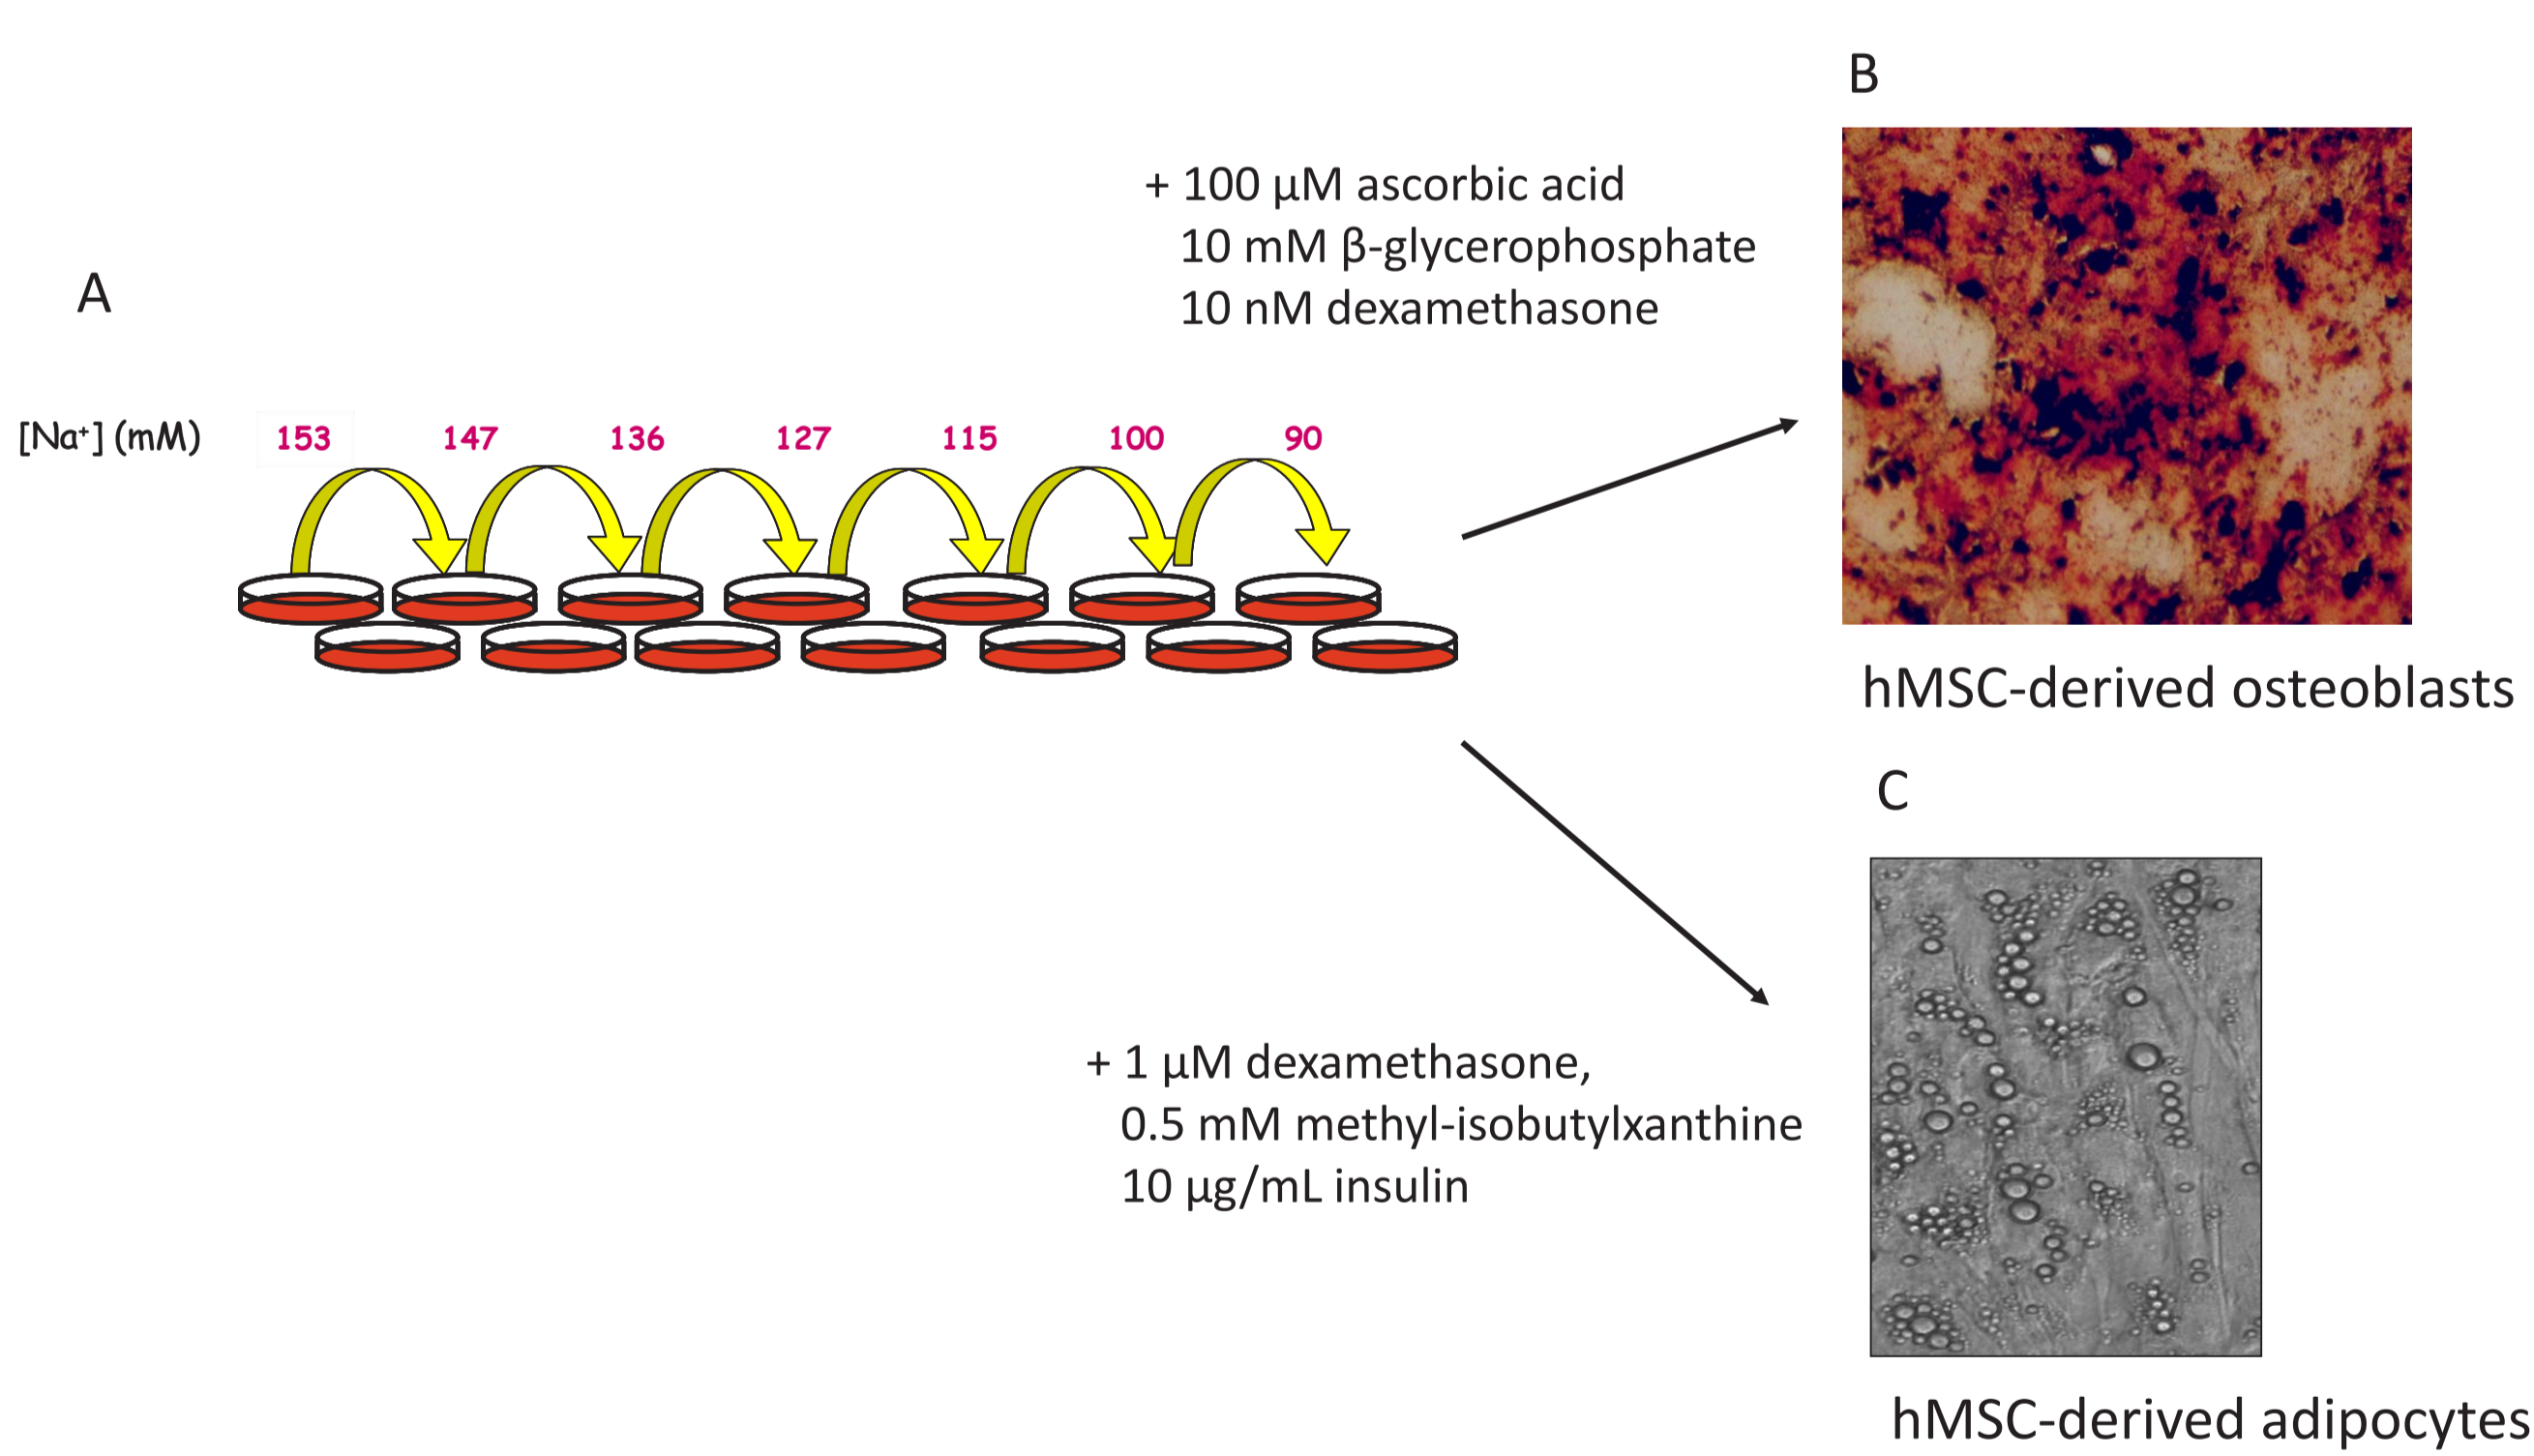 A
[Na⁺] (mM) 153 147 136 127 115 100 90
+ 100 µM ascorbic acid
10 mM β-glycerophosphate
10 nM dexamethasone
B
hMSC-derived osteoblasts
+ 1 µM dexamethasone,
0.5 mM methyl-isobutylxanthine
10 µg/mL insulin
C
hMSC-derived adipocytes